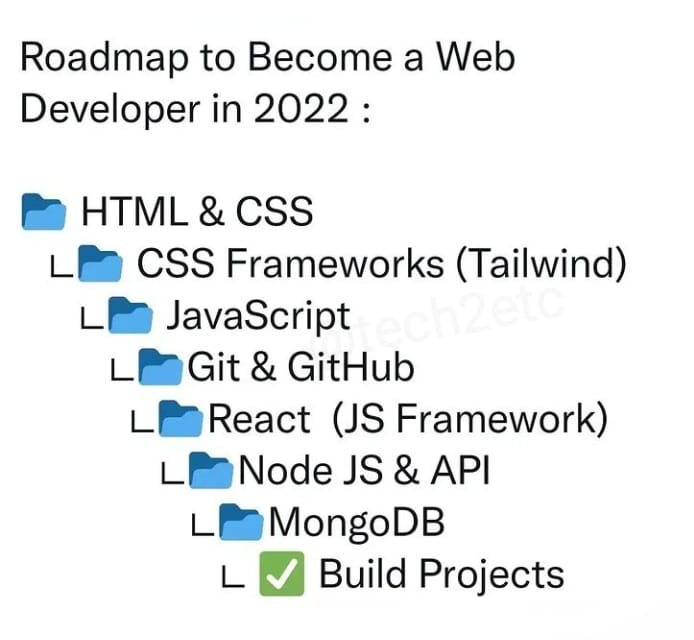 Roadmap to Become a Web
Developer in 2022 :
HTML & CSS
CSS Frameworks (Tailwind)
JavaScript
Git & GitHub
React (JS Framework)
Node JS & API
MongoDB
Build Projects